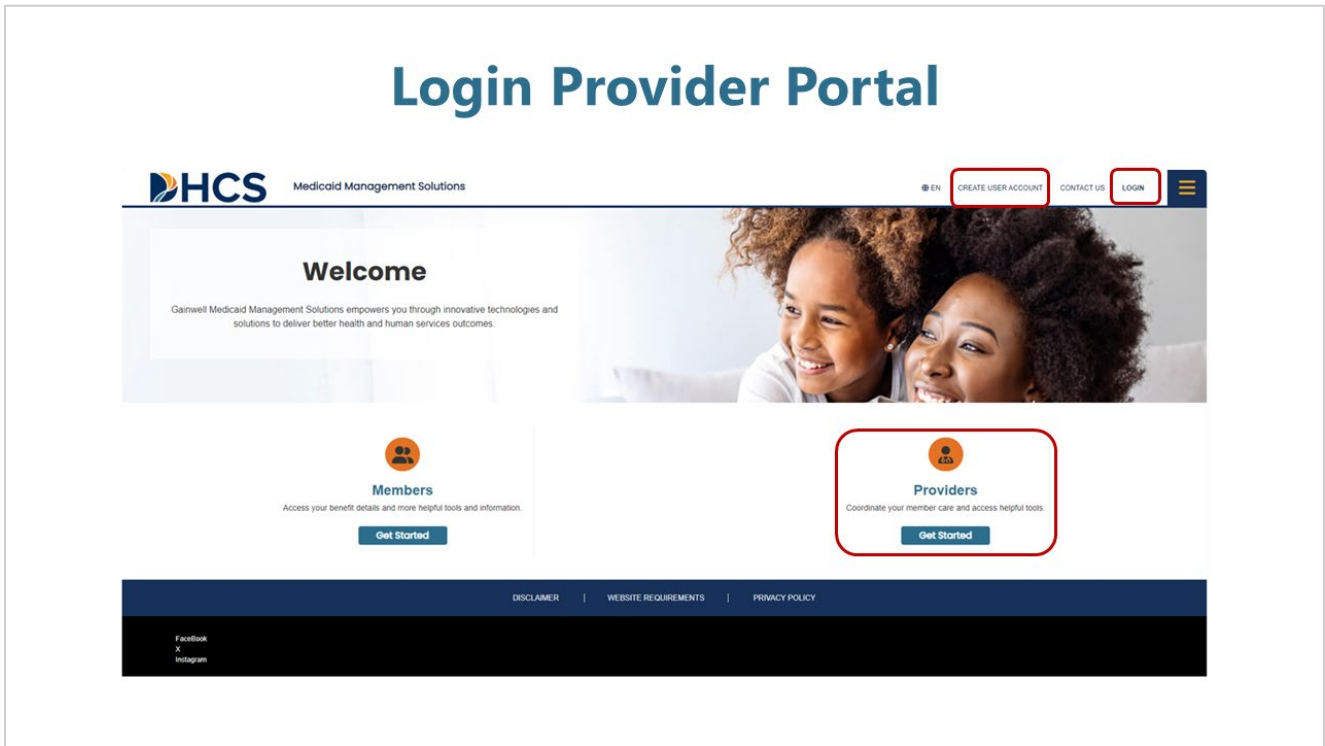 Login Provider Portal
DHCS Medicaid Management Solutions EN CREATE USER ACCOUNT CONTACT US LOGIN
Welcome
Gainwell Medicaid Management Solutions empowers you through innovative technologies and
solutions to deliver better health and human services outcomes.
Members
Access your benefit details and more helpful tools and information.
Get Started
Providers
Coordinate your member care and access helpful tools.
Get Started
DISCLAIMER | WEBSITE REQUIREMENTS | PRIVACY POLICY
FaceBook
X
Instagram